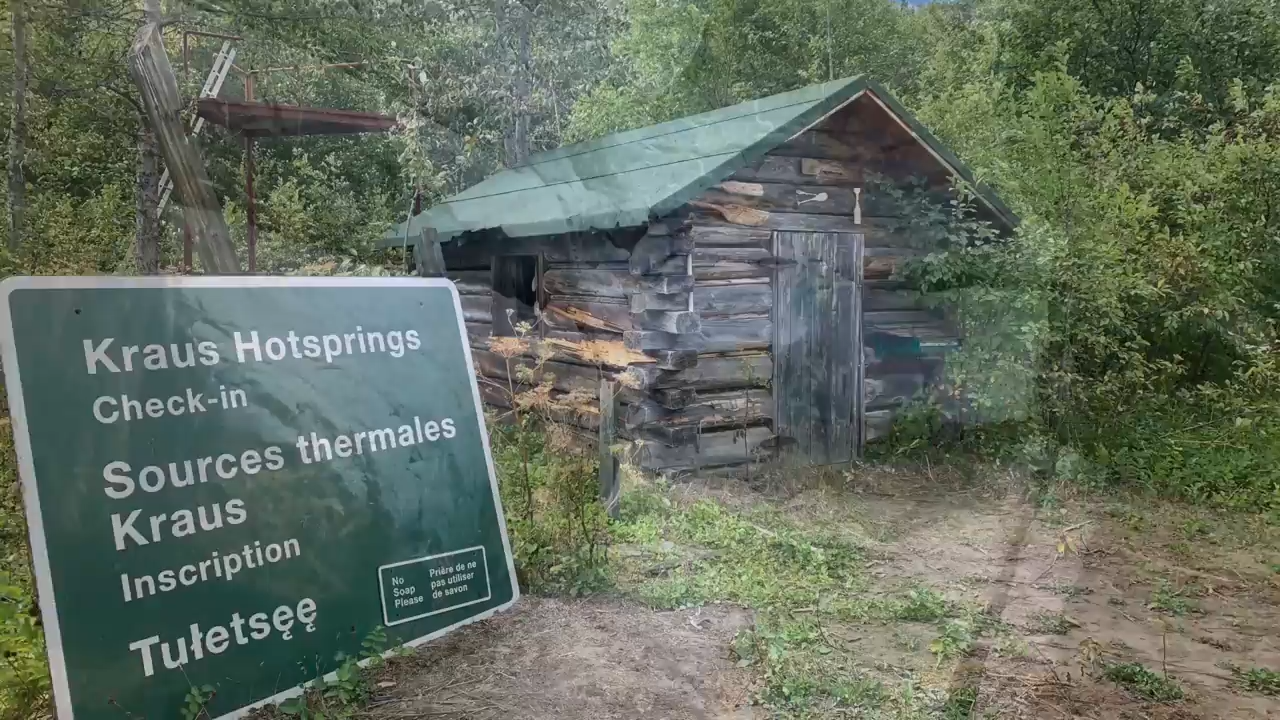 Kraus Hotsprings
Check-in
Sources thermales
Kraus
Inscription
Tułetsęę
No
Soap
Please
Prière de ne
pas utiliser
de savon